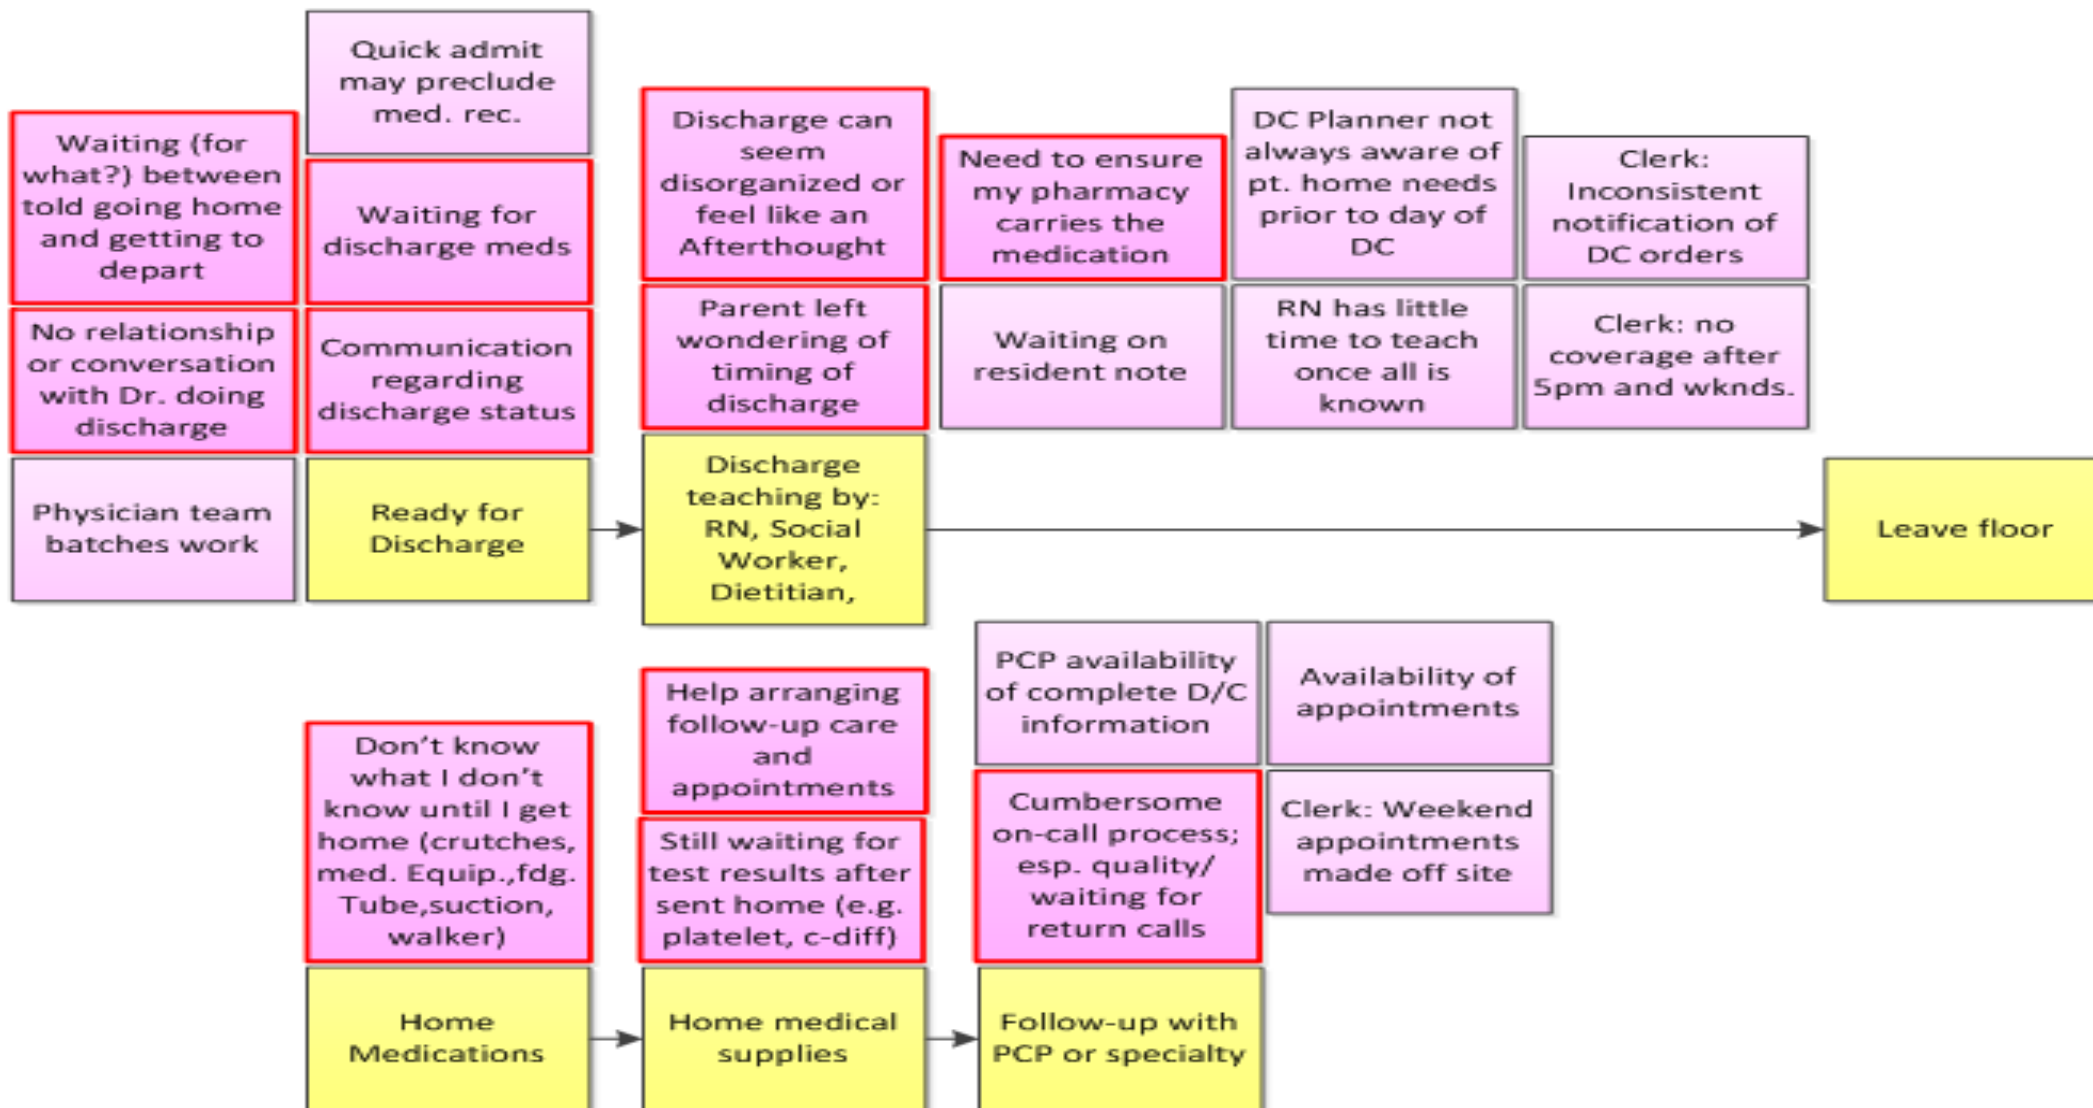 Quick admit
may preclude
med. rec.
Waiting (for
what?) between
told going home
and getting to
depart
Waiting for
discharge meds
Discharge can
seem
disorganized or
feel like an
Afterthought
Need to ensure
my pharmacy
carries the
medication
DC Planner not
always aware of
pt. home needs
prior to day of
DC
Clerk:
Inconsistent
notification of
DC orders
No relationship
or conversation
with Dr. doing
discharge
Communication
regarding
discharge status
Parent left
wondering of
timing of
discharge
Waiting on
resident note
RN has little
time to teach
once all is
known
Clerk: no
coverage after
5pm and wknds.
Physician team
batches work
Ready for
Discharge
Discharge
teaching by:
RN, Social
Worker,
Dietitian,
Leave floor
Don't know
what I don't
know until I get
home (crutches,
med. Equip.,fdg.
Tube,suction,
walker)
Help arranging
follow-up care
and
appointments
Still waiting for
test results after
sent home (e.g.
platelet, c-diff)
PCP availability
of complete D/C
information
Availability of
appointments
Cumbersome
on-call process;
esp. quality/
waiting for
return calls
Clerk: Weekend
appointments
made off site
Home
Medications
Home medical
supplies
Follow-up with
PCP or specialty